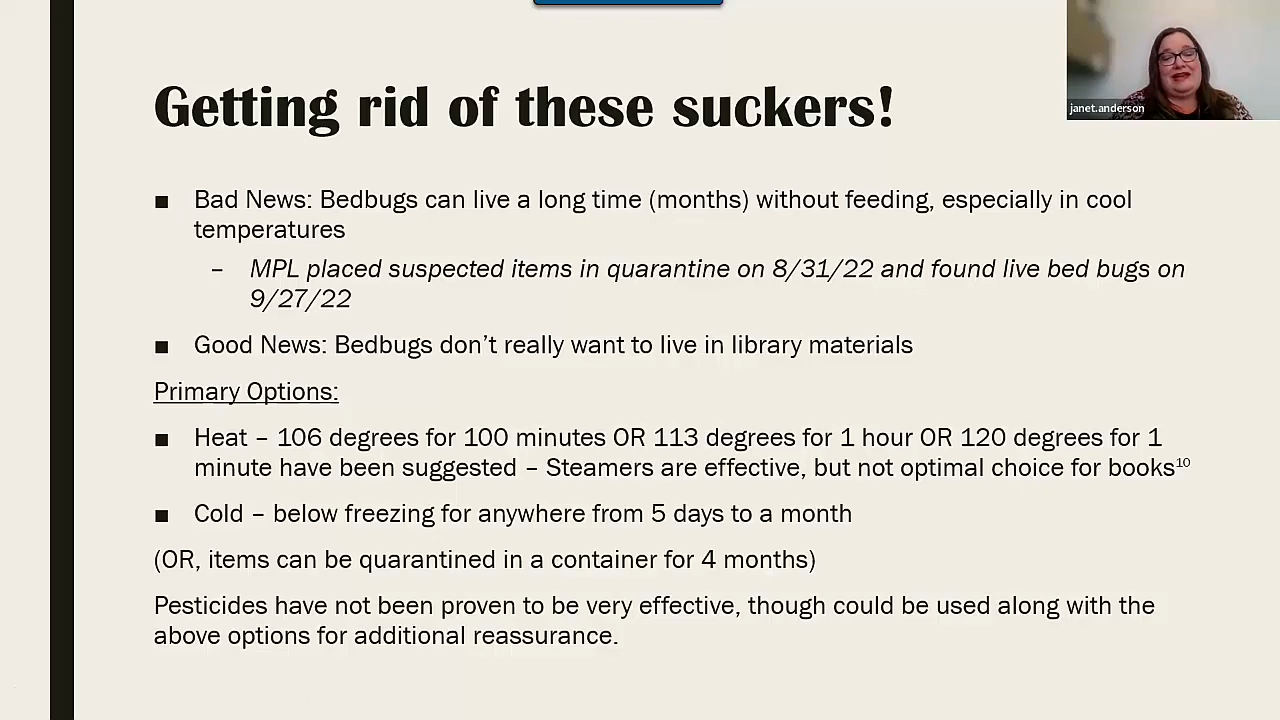 Getting rid of these suckers!
janet.anderson
■ Bad News: Bedbugs can live a long time (months) without feeding, especially in cool
temperatures
– MPL placed suspected items in quarantine on 8/31/22 and found live bed bugs on
9/27/22
■ Good News: Bedbugs don’t really want to live in library materials
Primary Options:
■ Heat – 106 degrees for 100 minutes OR 113 degrees for 1 hour OR 120 degrees for 1
minute have been suggested – Steamers are effective, but not optimal choice for books¹⁰
■ Cold – below freezing for anywhere from 5 days to a month
(OR, items can be quarantined in a container for 4 months)
Pesticides have not been proven to be very effective, though could be used along with the
above options for additional reassurance.